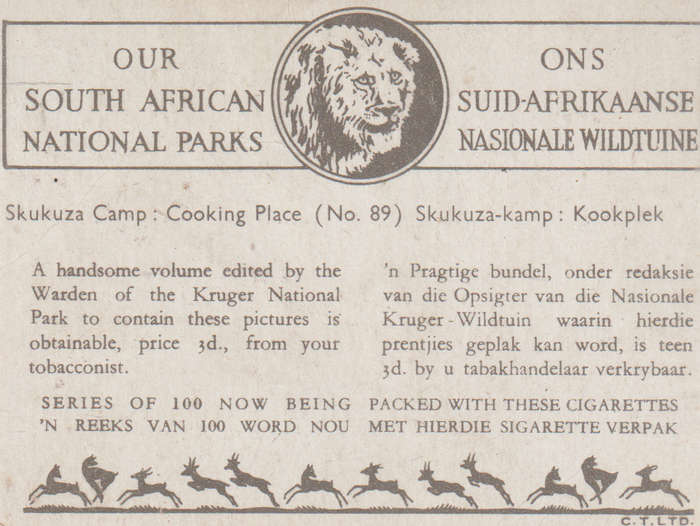 OUR
SOUTH AFRICAN
NATIONAL PARKS
ONS
SUID-AFRIKAANSE
NASIONALE WILDTUINE
Skukuza Camp : Cooking Place (No. 89) Skukuza-kamp : Kookplek
A handsome volume edited by the
Warden of the Kruger National
Park to contain these pictures is
obtainable, price 3d., from your
tobacconist.
'n Pragtige bundel, onder redaksie
van die Opsigter van die Nasionale
Kruger-Wildtuin waarin hierdie
prentjies geplak kan word, is teen
3d. by u tabakhandelaar verkrybaar.
SERIES OF 100 NOW BEING PACKED WITH THESE CIGARETTES
'N REEKS VAN 100 WORD NOU MET HIERDIE SIGARETTE VERPAK
C.T.LTD.